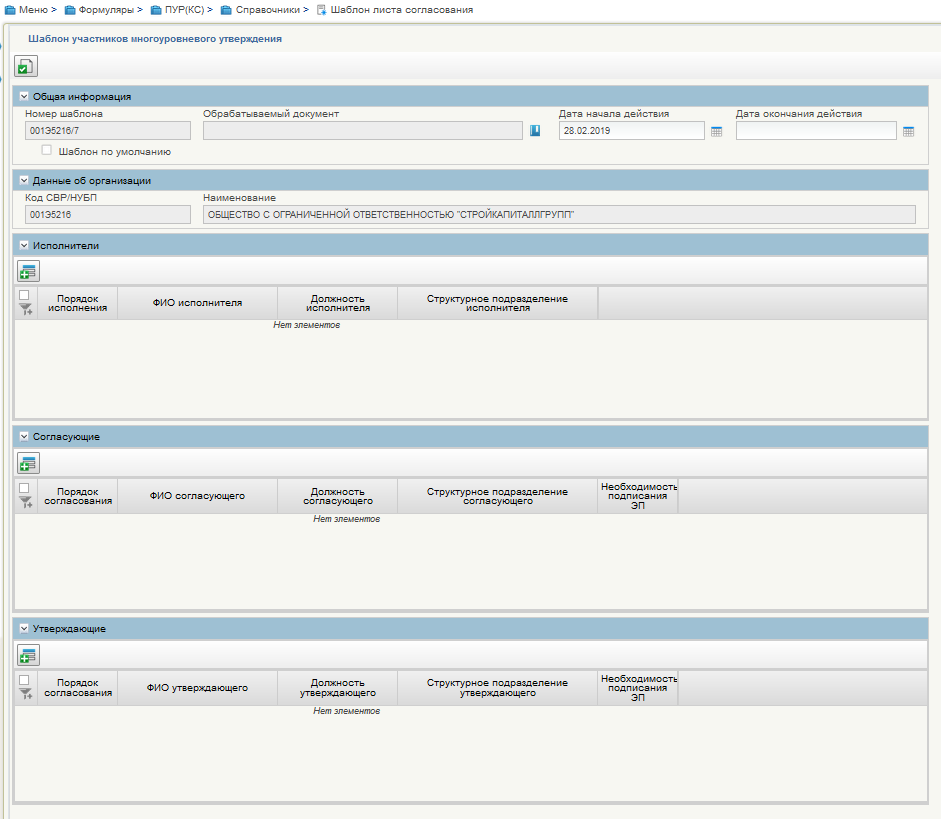 Меню > Формуляры > ПУР(КС) > Справочники > Шаблон листа согласования
Шаблон участников многоуровневого утверждения
Общая информация
Номер шаблона Обрабатываемый документ Дата начала действия Дата окончания действия
00135216/7 28.02.2019
Шаблон по умолчанию
Данные об организации
Код СВР/НУБП Наименование
00135216 ОБЩЕСТВО С ОГРАНИЧЕННОЙ ОТВЕТСТВЕННОСТЬЮ "СТРОЙКАПИТАЛЛГРУПП"
Исполнители
Порядок исполнения ФИО исполнителя Должность исполнителя Структурное подразделение исполнителя
Нет элементов
Согласующие
Порядок согласования ФИО согласующего Должность согласующего Структурное подразделение согласующего Необходимость подписания ЭП
Нет элементов
Утверждающие
Порядок согласования ФИО утверждающего Должность утверждающего Структурное подразделение утверждающего Необходимость подписания ЭП
Нет элементов